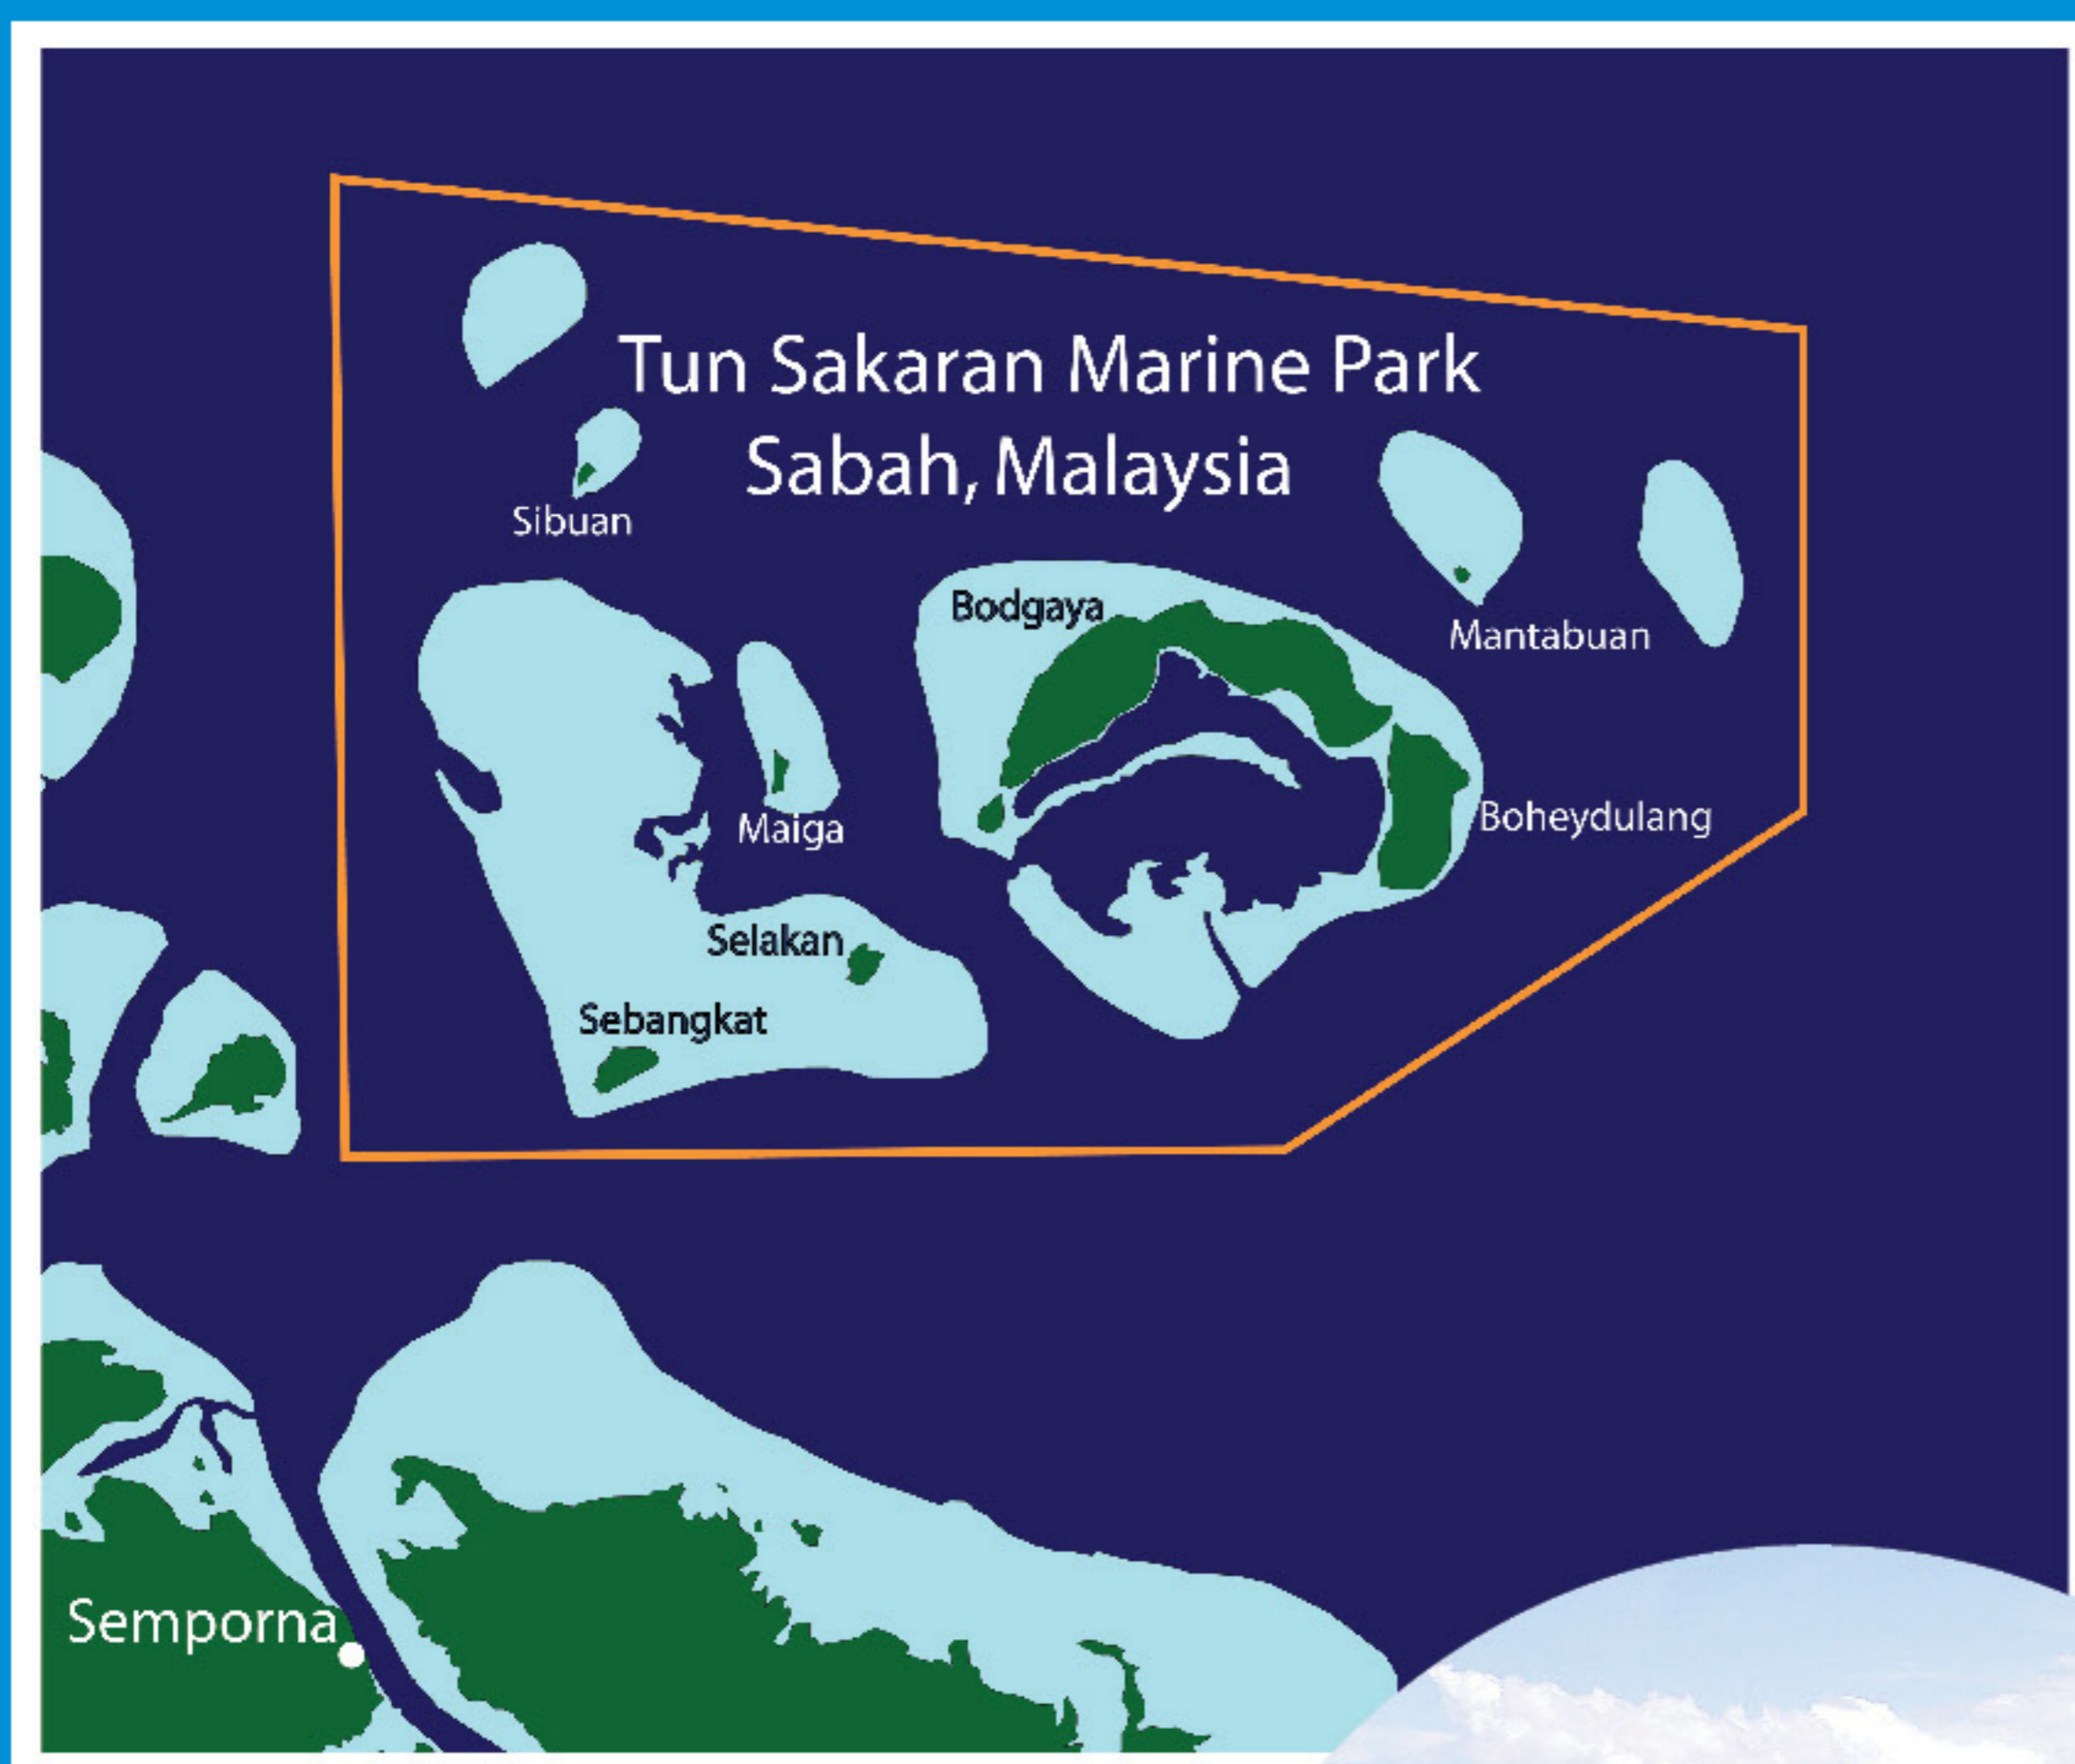 Tun Sakaran Marine Park
Sabah, Malaysia
Sibuan
Bodgaya
Mantabuan
Maiga
Boheydulang
Selakan
Sebangkat
Semporna